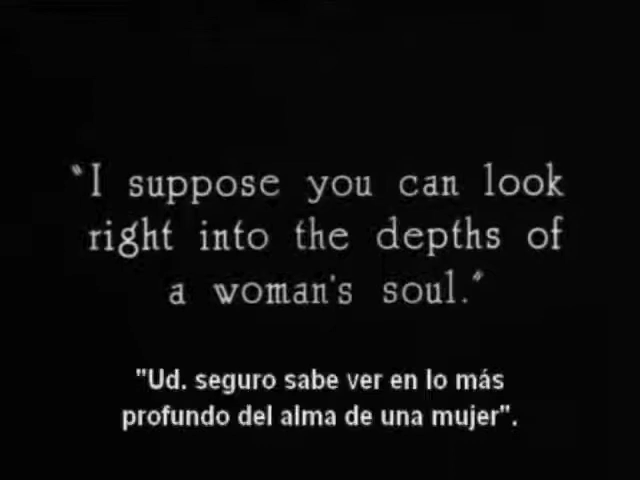 "I suppose you can look
right into the depths of
a woman's soul."
"Ud. seguro sabe ver en lo más
profundo del alma de una mujer".